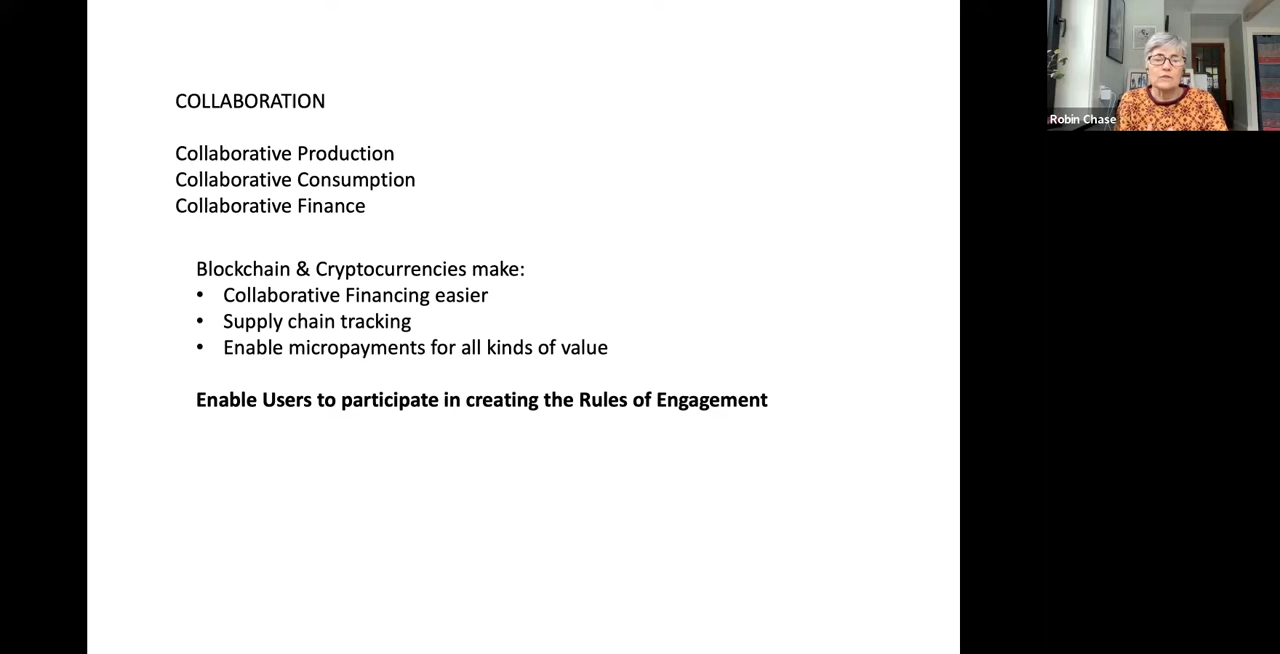 COLLABORATION
Collaborative Production
Collaborative Consumption
Collaborative Finance
Blockchain & Cryptocurrencies make:
• Collaborative Financing easier
• Supply chain tracking
• Enable micropayments for all kinds of value
Enable Users to participate in creating the Rules of Engagement
Robin Chase